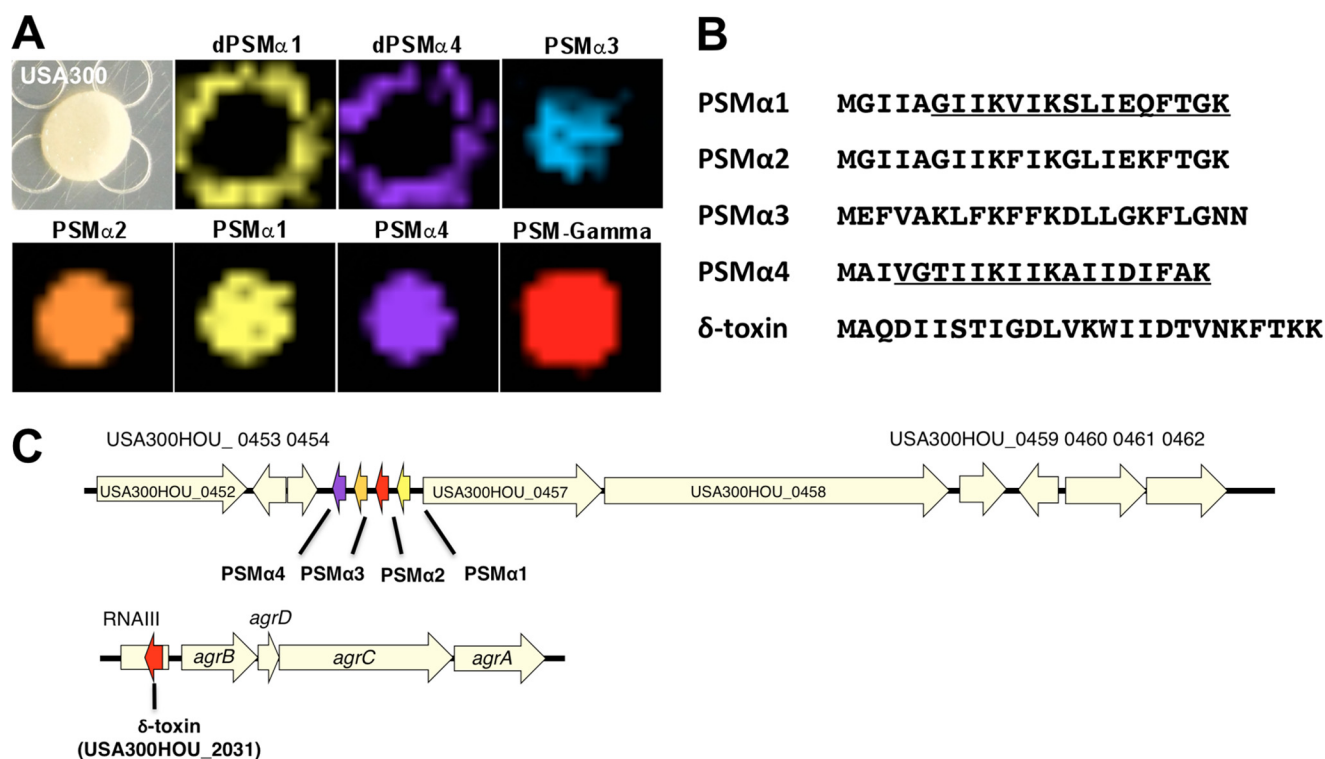 A
dPSMα1
dPSMα4
PSMα3
USA300
PSMα2
PSMα1
PSMα4
PSM-Gamma
B
PSMα1 MGIIAGIIKVIKSLIEQFTGK
PSMα2 MGIIAGIIKFIKGLIEKFTGK
PSMα3 MEFVAKLFKFFKDLLGKFLGNN
PSMα4 MAIVGTIIKIIKAIIDIFAK
δ-toxin MAQDIISTIGDLVKWIIDTVNKFTKK
C
USA300HOU_ 0453 0454
USA300HOU_0459 0460 0461 0462
USA300HOU_0452
USA300HOU_0457
USA300HOU_0458
PSMα4
PSMα3
PSMα2
PSMα1
RNAIII
agrD
agrB
agrC
agrA
δ-toxin
(USA300HOU_2031)